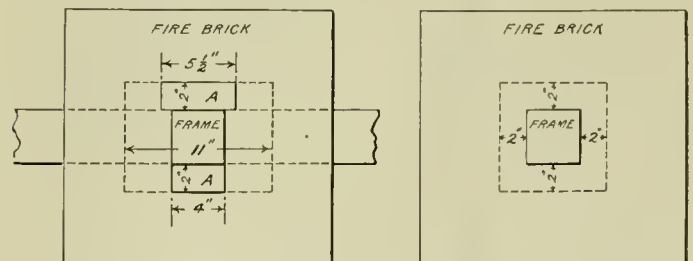 FIRE BRICK
5 1/2"
2" A
FRAME
11"
2" A
4"
FIRE BRICK
2"
2" FRAME 2"
2"